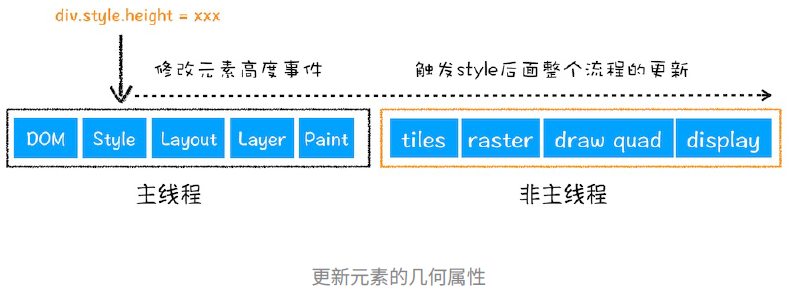 div.style.height = xxx
修改元素高度事件
触发style后面整个流程的更新
DOM Style Layout Layer Paint
tiles raster draw quad display
主线程
非主线程
更新元素的几何属性